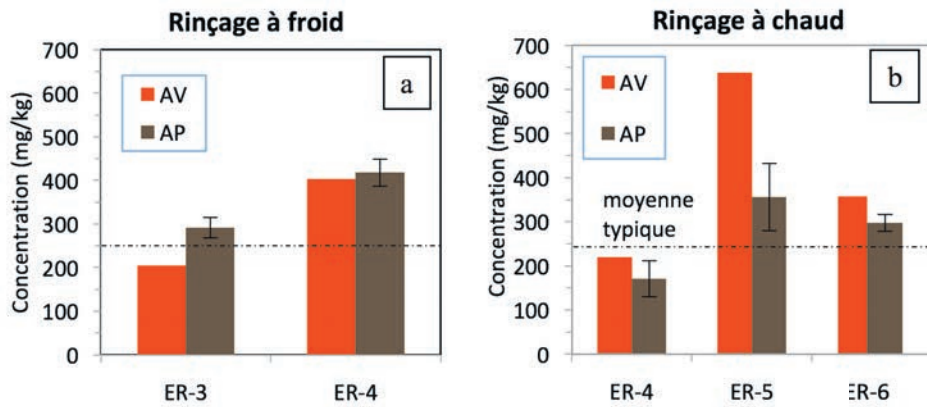 Rinçage à froid
a
AV
AP
Concentration (mg/kg)
700
600
500
400
300
200
100
0
ER-3
ER-4
Rinçage à chaud
b
AV
AP
moyenne
typique
Concentration (mg/kg)
700
600
500
400
300
200
100
0
ER-4
ER-5
ER-6